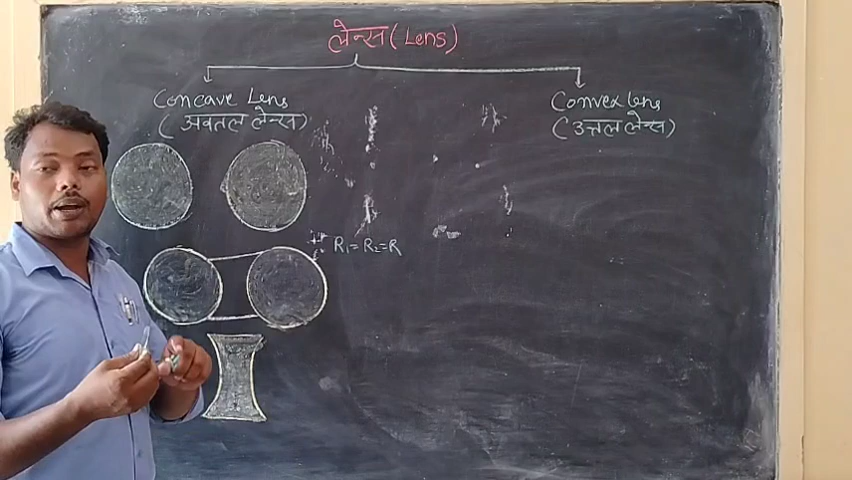 लेन्स (Lens)
Concave Lens
(अवतल लेन्स)
Convex Lens
(उत्तल लेन्स)
R₁=R₂=R